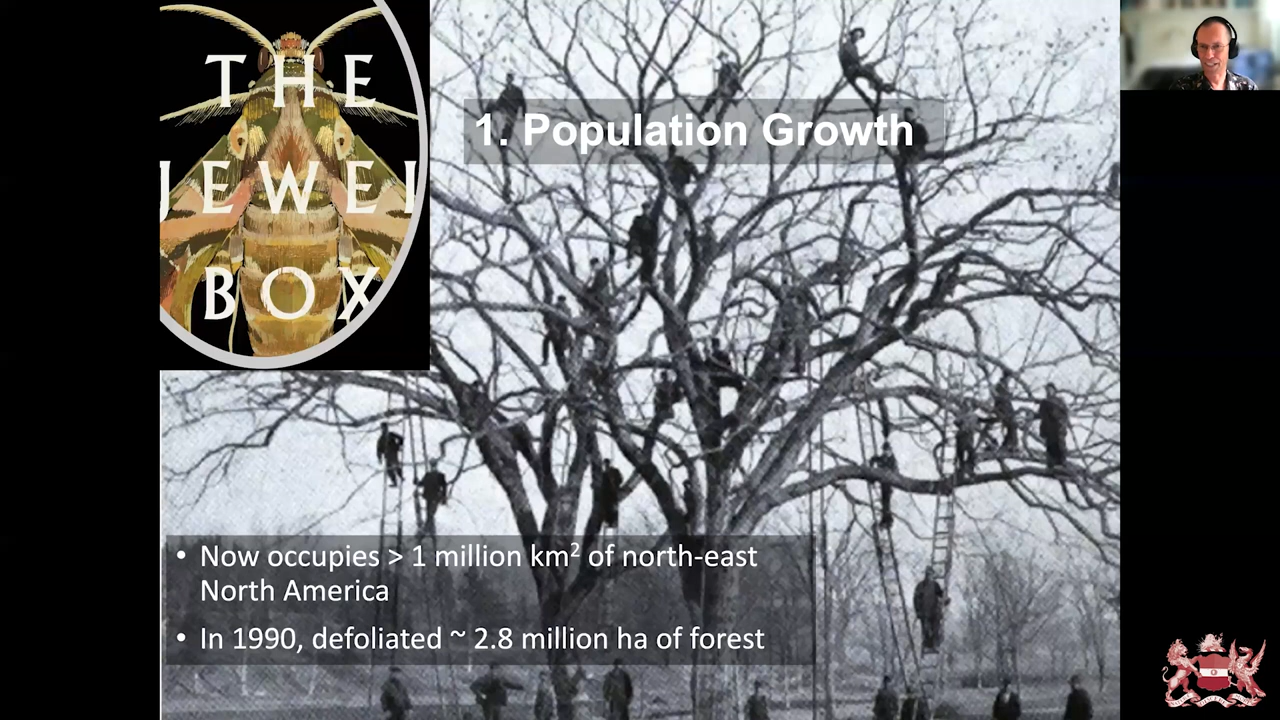 THE
JEWEL
BOX
1. Population Growth
• Now occupies > 1 million km² of north-east
North America
• In 1990, defoliated ~ 2.8 million ha of forest